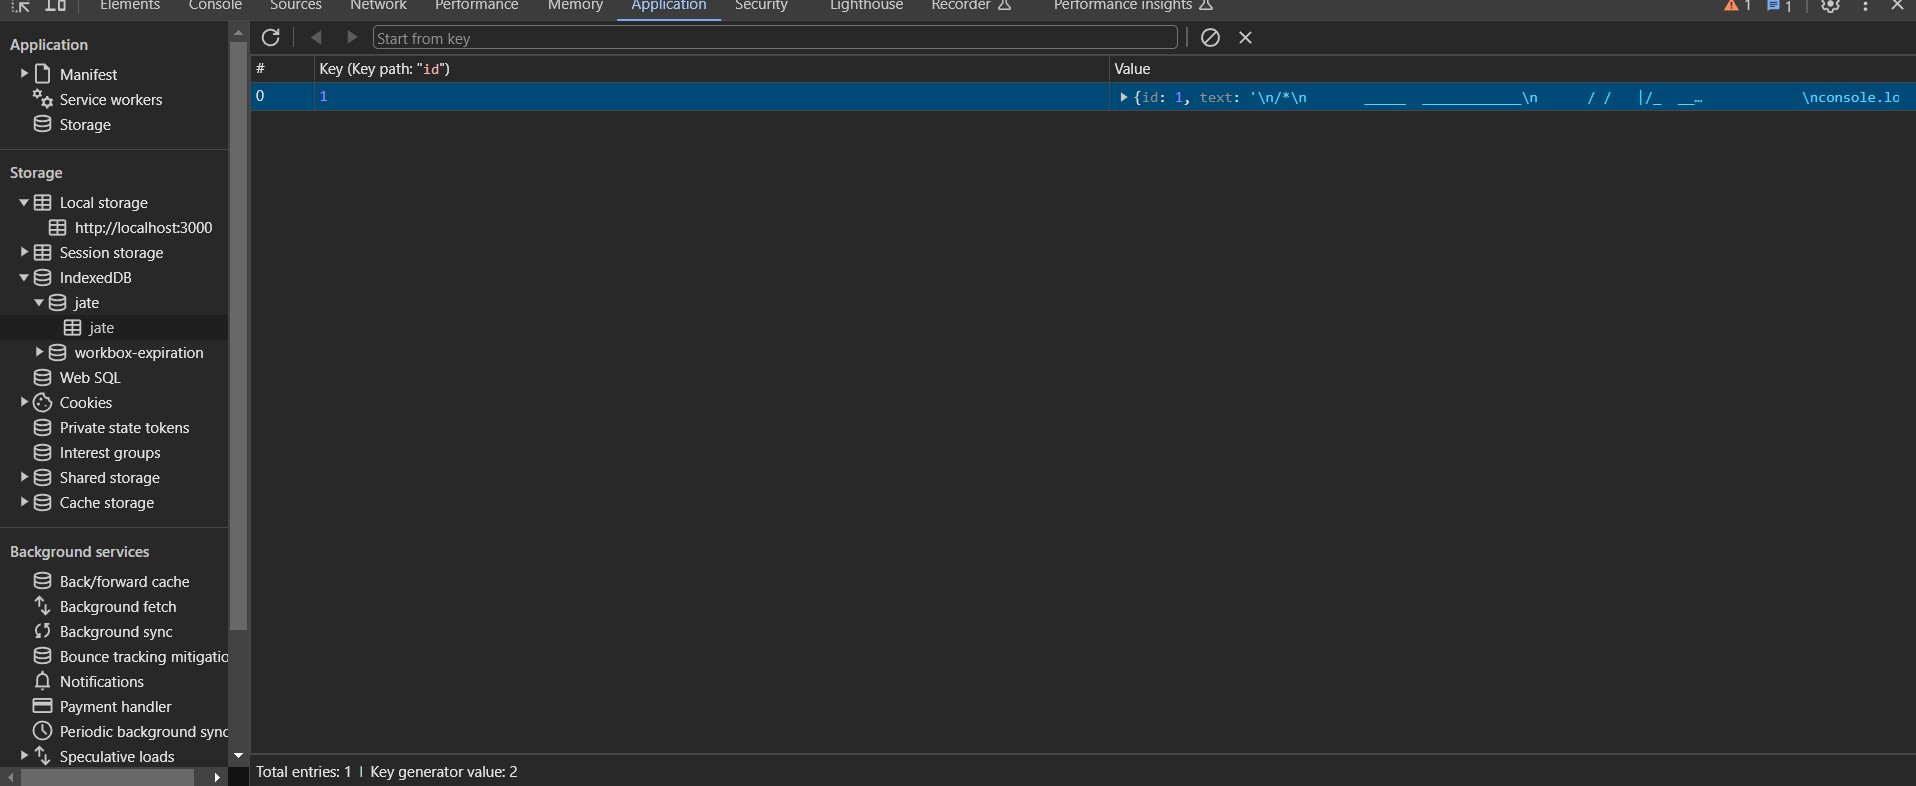 Elements Console Sources Network Performance Memory Application Security Lighthouse Recorder Performance insights 1 1
Start from key
Application
Manifest
Service workers
Storage
Storage
Local storage
http://localhost:3000
Session storage
IndexedDB
jate
jate
workbox-expiration
Web SQL
Cookies
Private state tokens
Interest groups
Shared storage
Cache storage
Background services
Back/forward cache
Background fetch
Background sync
Bounce tracking mitigatio
Notifications
Payment handler
Periodic background sync
Speculative loads
# Key (Key path: "id") Value
0 1 {id: 1, text: '\n/*\n       _____  ____________\n      / /   |/_  __…            \nconsole.lo
Total entries: 1 | Key generator value: 2